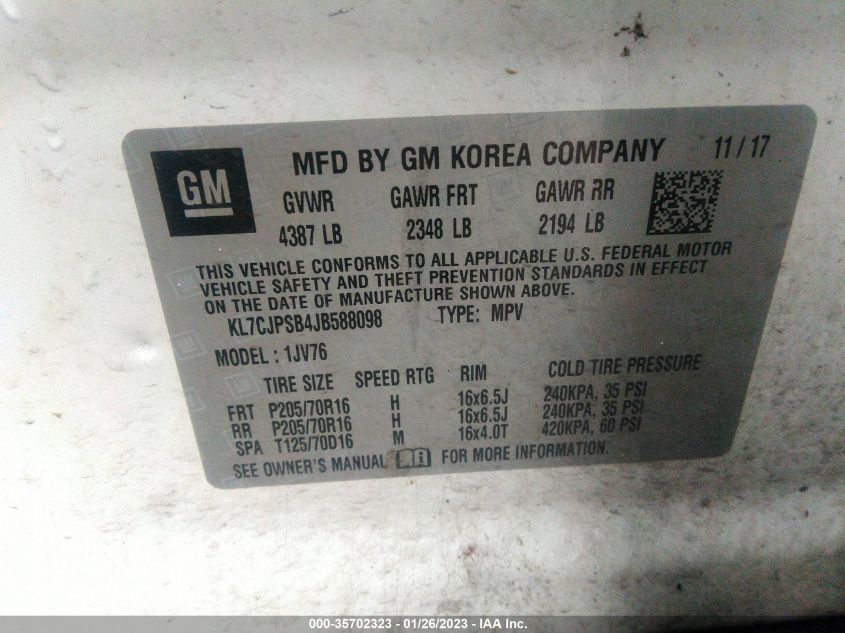 GM MFD BY GM KOREA COMPANY 11/17
GVWR GAWR FRT GAWR RR
4387 LB 2348 LB 2194 LB
THIS VEHICLE CONFORMS TO ALL APPLICABLE U.S. FEDERAL MOTOR
VEHICLE SAFETY AND THEFT PREVENTION STANDARDS IN EFFECT
ON THE DATE OF MANUFACTURE SHOWN ABOVE.
KL7CJPSB4JB588098 TYPE: MPV
MODEL: 1JV76
TIRE SIZE SPEED RTG RIM COLD TIRE PRESSURE
FRT P205/70R16 H 16x6.5J 240KPA, 35 PSI
RR P205/70R16 H 16x6.5J 240KPA, 35 PSI
SPA T125/70D16 M 16x4.0T 420KPA, 60 PSI
SEE OWNER'S MANUAL FOR MORE INFORMATION.
000-35702323 - 01/26/2023 - IAA Inc.